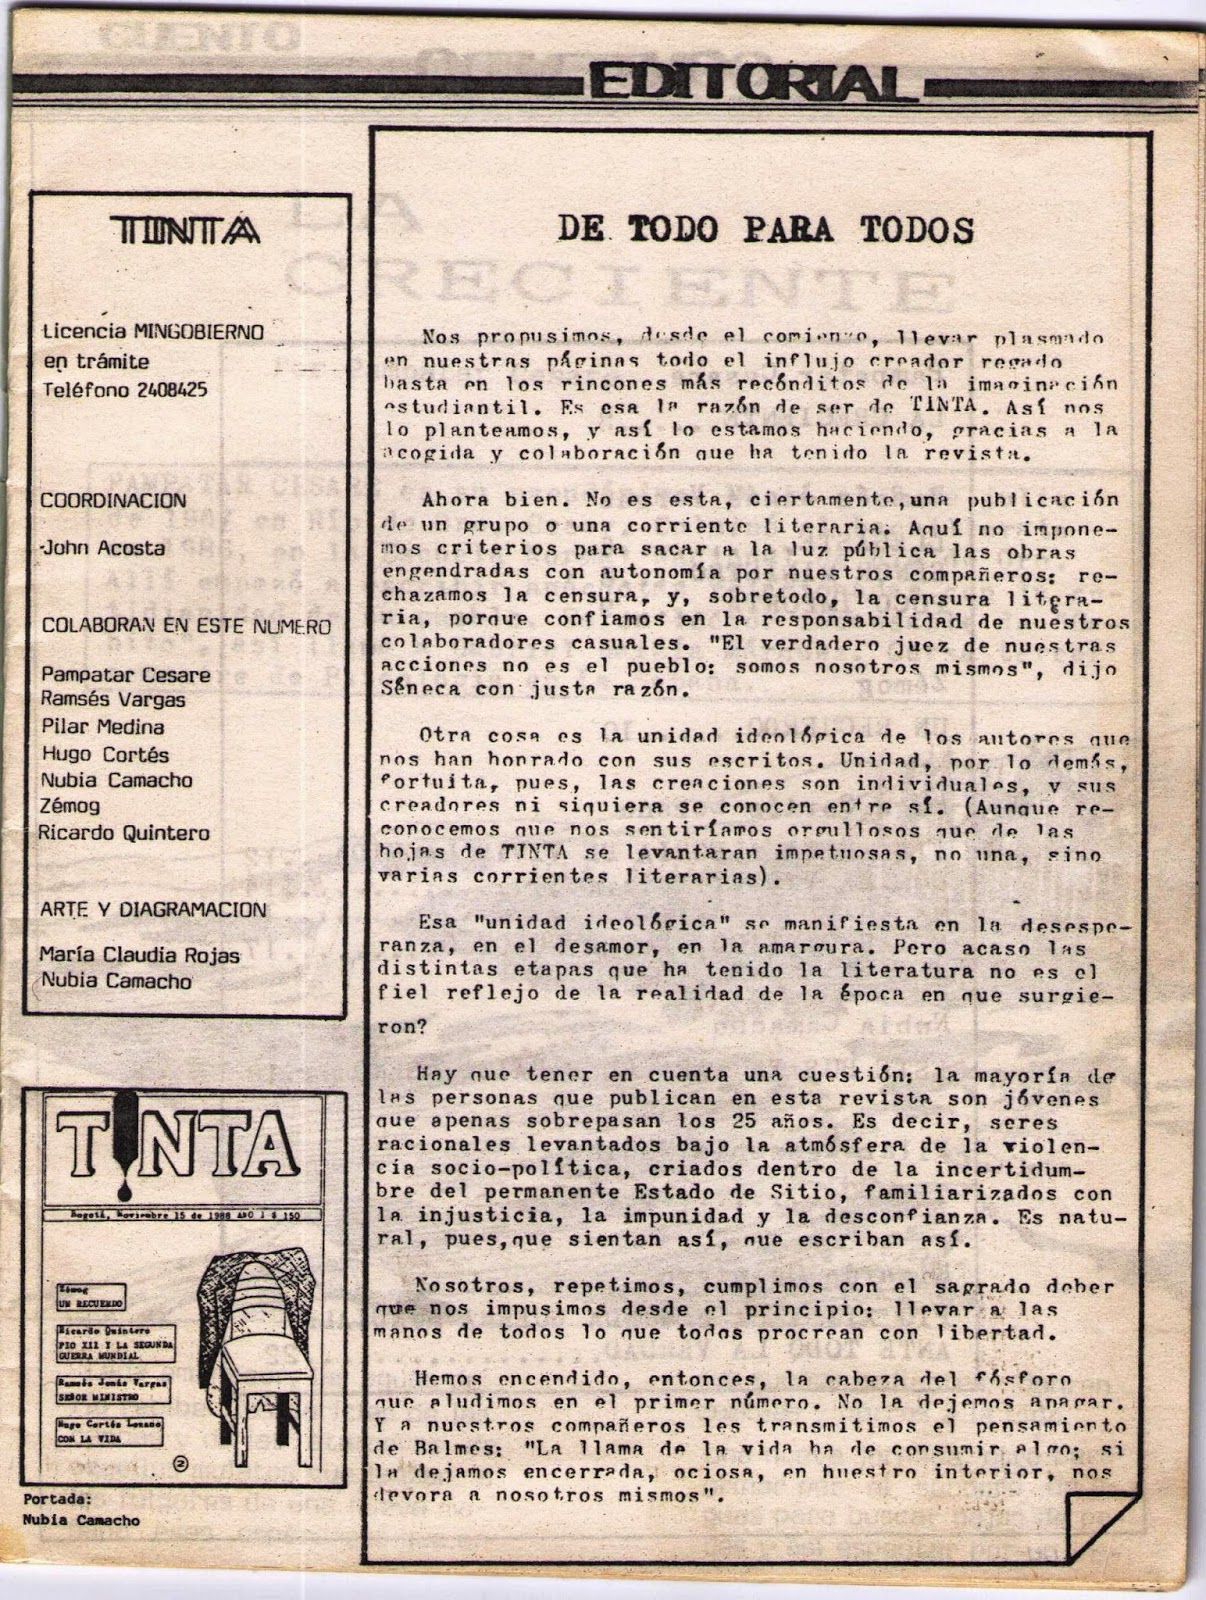 EDITORIAL
TINTA
Licencia MINGOBIERNO
en trámite
Teléfono 2408425
COORDINACION
-John Acosta
COLABORAN EN ESTE NUMERO
Pampatar Cesare
Ramsés Vargas
Pilar Medina
Hugo Cortés
Nubia Camacho
Zémog
Ricardo Quintero
ARTE Y DIAGRAMACION
María Claudia Rojas
Nubia Camacho
TINTA
Bogotá, Noviembre 15 de 1988 AÑO 1 $ 150
Zémog
UN RECUERDO
Ricardo Quintero
PIO XII Y LA SEGUNDA
GUERRA MUNDIAL
Ramsés Jesús Vargas
SEÑOR MINISTRO
Hugo Cortés Lozano
CON LA VIDA
2
Portada:
Nubia Camacho
DE TODO PARA TODOS
Nos propusimos, desde el comienzo, llevar plasmado
en nuestras páginas todo el influjo creador regado
hasta en los rincones más recónditos de la imaginación
estudiantil. Es esa la razón de ser de TINTA. Así nos
lo planteamos, y así lo estamos haciendo, gracias a la
acogida y colaboración que ha tenido la revista.
Ahora bien. No es esta, ciertamente,una publicación
de un grupo o una corriente literaria. Aquí no impone-
mos criterios para sacar a la luz pública las obras
engendradas con autonomía por nuestros compañeros: re-
chazamos la censura, y, sobretodo, la censura litera-
ria, porque confiamos en la responsabilidad de nuestros
colaboradores casuales. "El verdadero juez de nuestras
acciones no es el pueblo: somos nosotros mismos", dijo
Séneca con justa razón.
Otra cosa es la unidad ideológica de los autores que
nos han honrado con sus escritos. Unidad, por lo demás,
fortuita, pues, las creaciones son individuales, y sus
creadores ni siquiera se conocen entre sí. (Aunque re-
conocemos que nos sentiríamos orgullosos que de las
hojas de TINTA se levantaran impetuosas, no una, sino
varias corrientes literarias).
Esa "unidad ideológica" se manifiesta en la desespe-
ranza, en el desamor, en la amargura. Pero acaso las
distintas etapas que ha tenido la literatura no es el
fiel reflejo de la realidad de la época en que surgie-
ron?
Hay que tener en cuenta una cuestión: la mayoría de
las personas que publican en esta revista son jóvenes
que apenas sobrepasan los 25 años. Es decir, seres
racionales levantados bajo la atmósfera de la violen-
cia socio-política, criados dentro de la incertidum-
bre del permanente Estado de Sitio, familiarizados con
la injusticia, la impunidad y la desconfianza. Es natu-
ral, pues,que sientan así, que escriban así.
Nosotros, repetimos, cumplimos con el sagrado deber
que nos impusimos desde el principio: llevar a las
manos de todos lo que todos procrean con libertad.
Hemos encendido, entonces, la cabeza del fósforo
que aludimos en el primer número. No la dejemos apagar.
Y a nuestros compañeros les transmitimos el pensamiento
de Balmes: "La llama de la vida ha de consumir algo; si
la dejamos encerrada, ociosa, en nuestro interior, nos
devora a nosotros mismos".